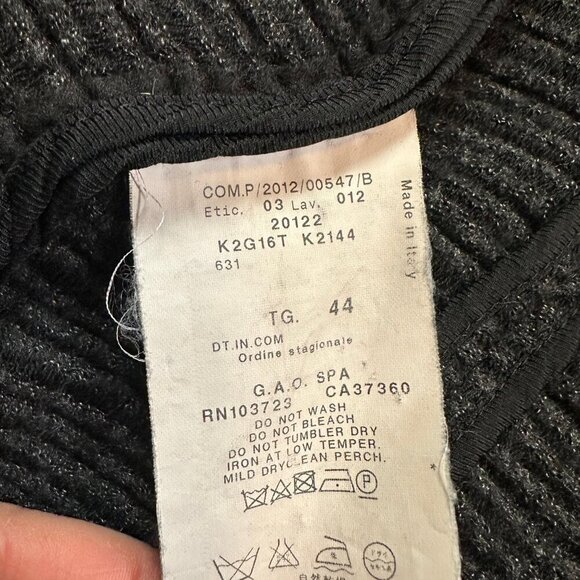 COM.P/2012/00547/B
Etic. 03 Lav. 012
20122
K2G16T K2144
631
Made in Italy
TG. 44
DT.IN.COM
Ordine stagionale
G.A.O. SPA
RN103723 CA37360
DO NOT WASH
DO NOT BLEACH
DO NOT TUMBLER DRY
IRON AT LOW TEMPER.
MILD DRYCLEAN PERCH.
P